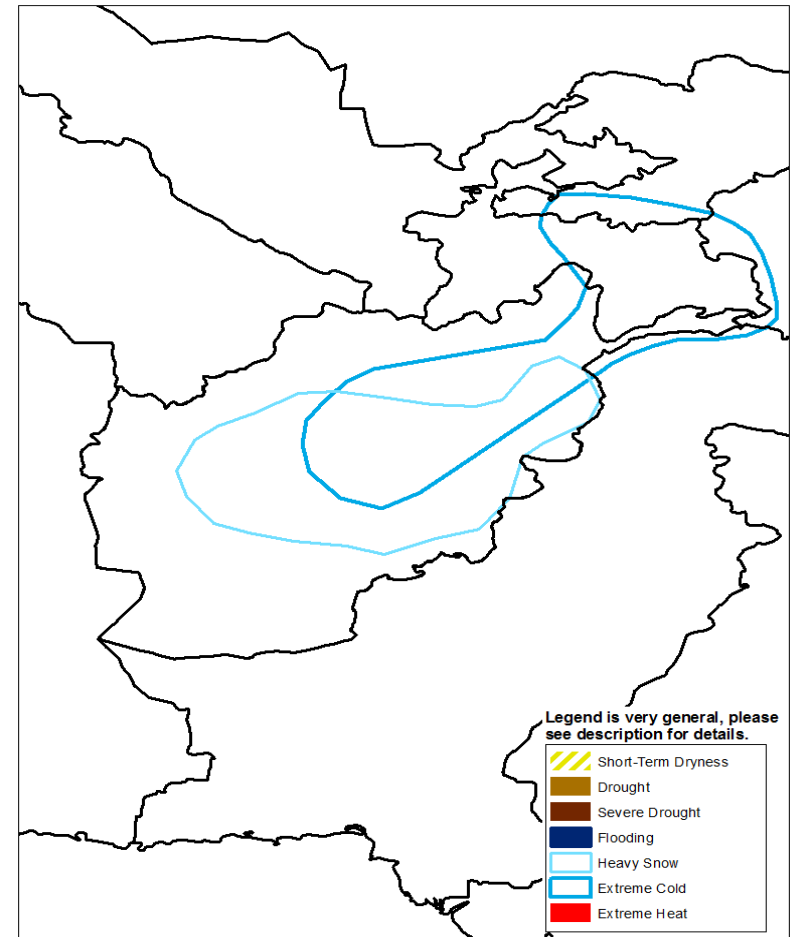 Legend is very general, please
see description for details.
Short-Term Dryness
Drought
Severe Drought
Flooding
Heavy Snow
Extreme Cold
Extreme Heat